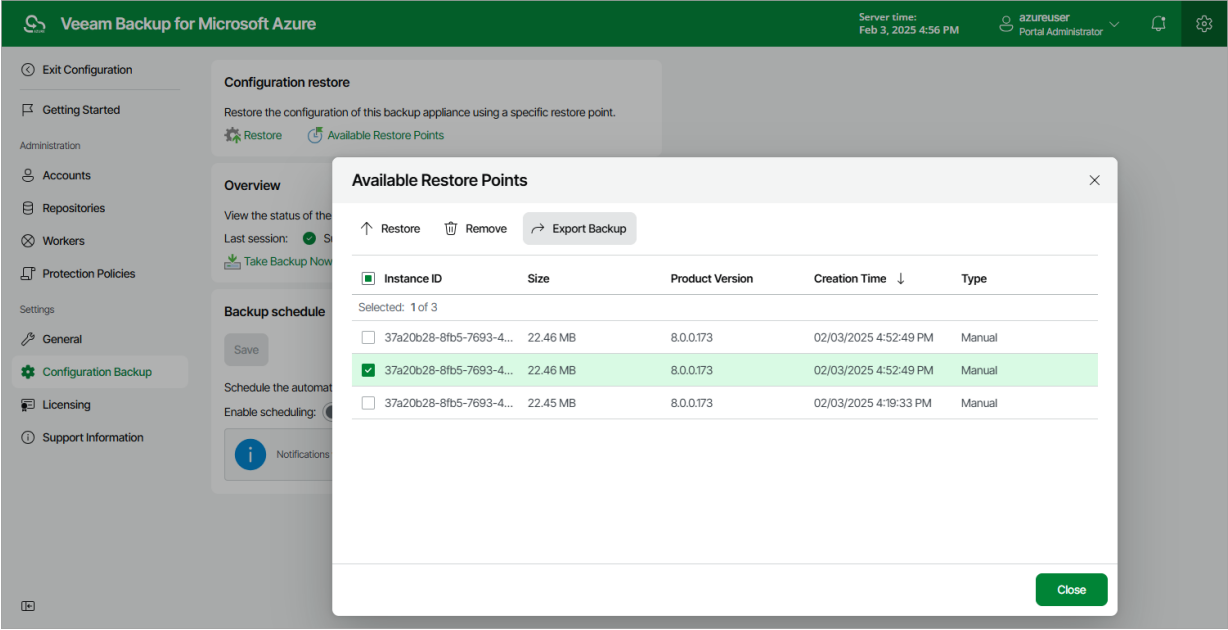 Veeam Backup for Microsoft Azure
Server time:
Feb 3, 2025 4:56 PM
azureuser
Portal Administrator
Exit Configuration
Getting Started
Administration
Accounts
Repositories
Workers
Protection Policies
Settings
General
Configuration Backup
Licensing
Support Information
Configuration restore
Restore the configuration of this backup appliance using a specific restore point.
Restore Available Restore Points
Overview
View the status of the
Last session:
Take Backup Now
Backup schedule
Save
Schedule the automat
Enable scheduling:
Notifications
Available Restore Points
Restore Remove Export Backup
Instance ID Size Product Version Creation Time Type
Selected: 1 of 3
37a20b28-8fb5-7693-4... 22.46 MB 8.0.0.173 02/03/2025 4:52:49 PM Manual
37a20b28-8fb5-7693-4... 22.46 MB 8.0.0.173 02/03/2025 4:52:49 PM Manual
37a20b28-8fb5-7693-4... 22.45 MB 8.0.0.173 02/03/2025 4:19:33 PM Manual
Close